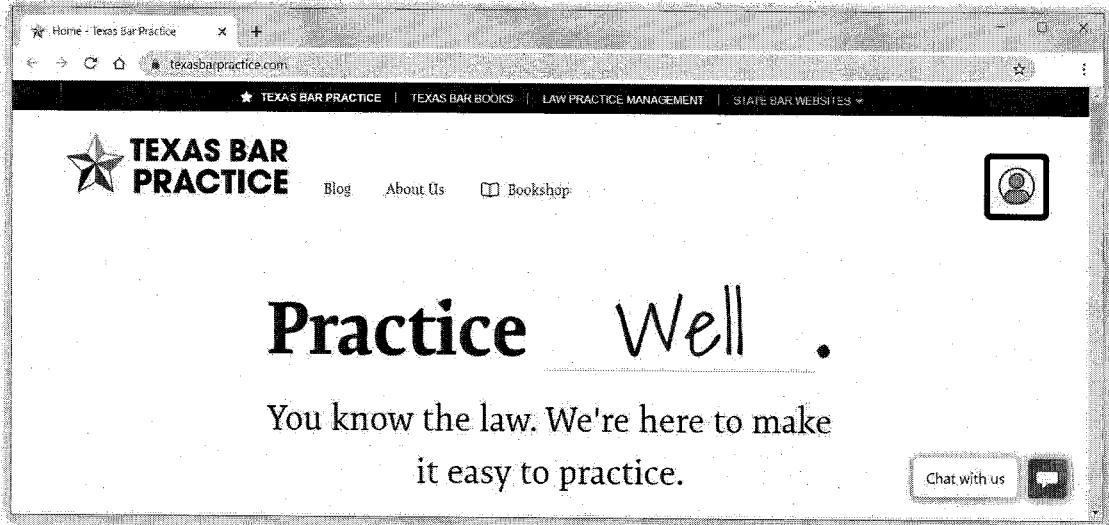 Home - Texas Bar Practice
texasbarpractice.com
TEXAS BAR PRACTICE | TEXAS BAR BOOKS | LAW PRACTICE MANAGEMENT | STATE BAR WEBSITES
TEXAS BAR
PRACTICE
Blog About Us Bookshop
Practice Well.
You know the law. We're here to make
it easy to practice.
Chat with us